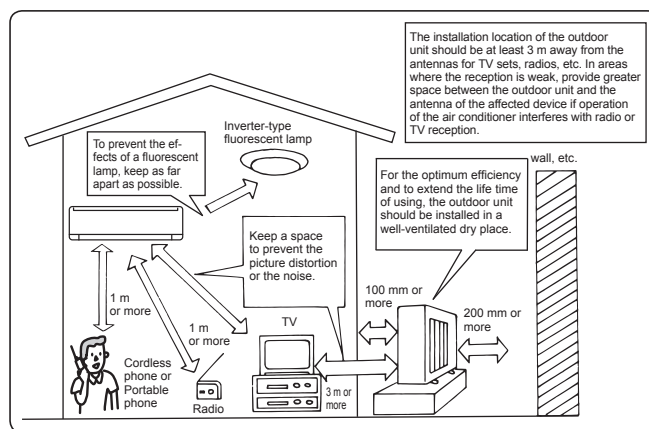 The installation location of the outdoor
unit should be at least 3 m away from the
antennas for TV sets, radios, etc. In areas
where the reception is weak, provide greater
space between the outdoor unit and the
antenna of the affected device if operation
of the air conditioner interferes with radio or
TV reception.
Inverter-type
fluorescent lamp
To prevent the ef-
fects of a fluorescent
lamp, keep as far
apart as possible.
wall, etc.
For the optimum efficiency
and to extend the life time
of using, the outdoor unit
should be installed in a
well-ventilated dry place.
Keep a space
to prevent the
picture distortion
or the noise.
1 m
or more
1 m
or more
100 mm or
more
200 mm or
more
TV
Cordless
phone or
Portable
phone
Radio
3 m or
more